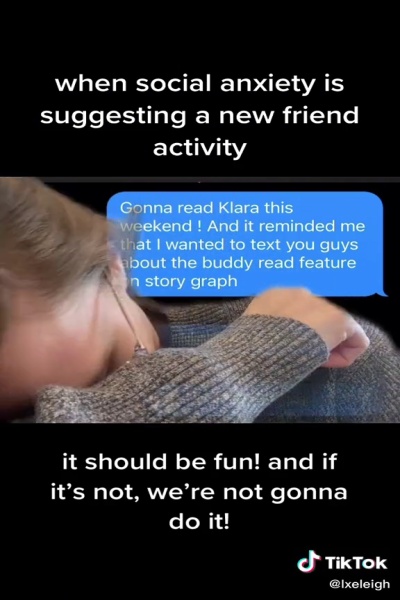 when social anxiety is
suggesting a new friend
activity
Gonna read Klara this
weekend ! And it reminded me
that I wanted to text you guys
about the buddy read feature
in story graph
it should be fun! and if
it's not, we're not gonna
do it!
TikTok
@lxeleigh